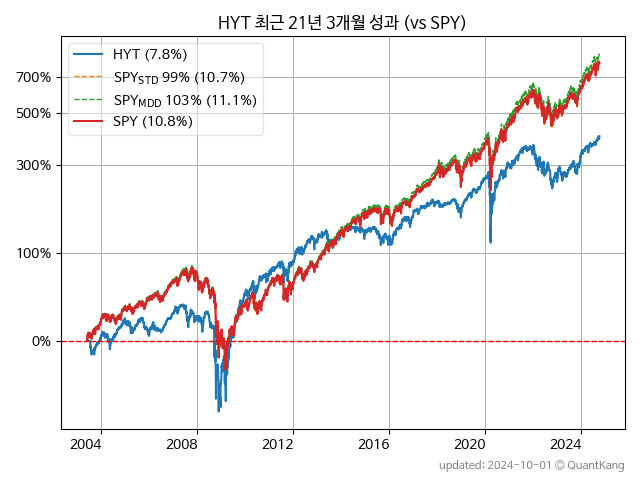 HYT 최근 21년 3개월 성과 (vs SPY)
HYT (7.8%)
SPYSTD 99% (10.7%)
SPYMDD 103% (11.1%)
SPY (10.8%)
700%
500%
300%
100%
0%
2004 2008 2012 2016 2020 2024
updated: 2024-10-01 © QuantKang